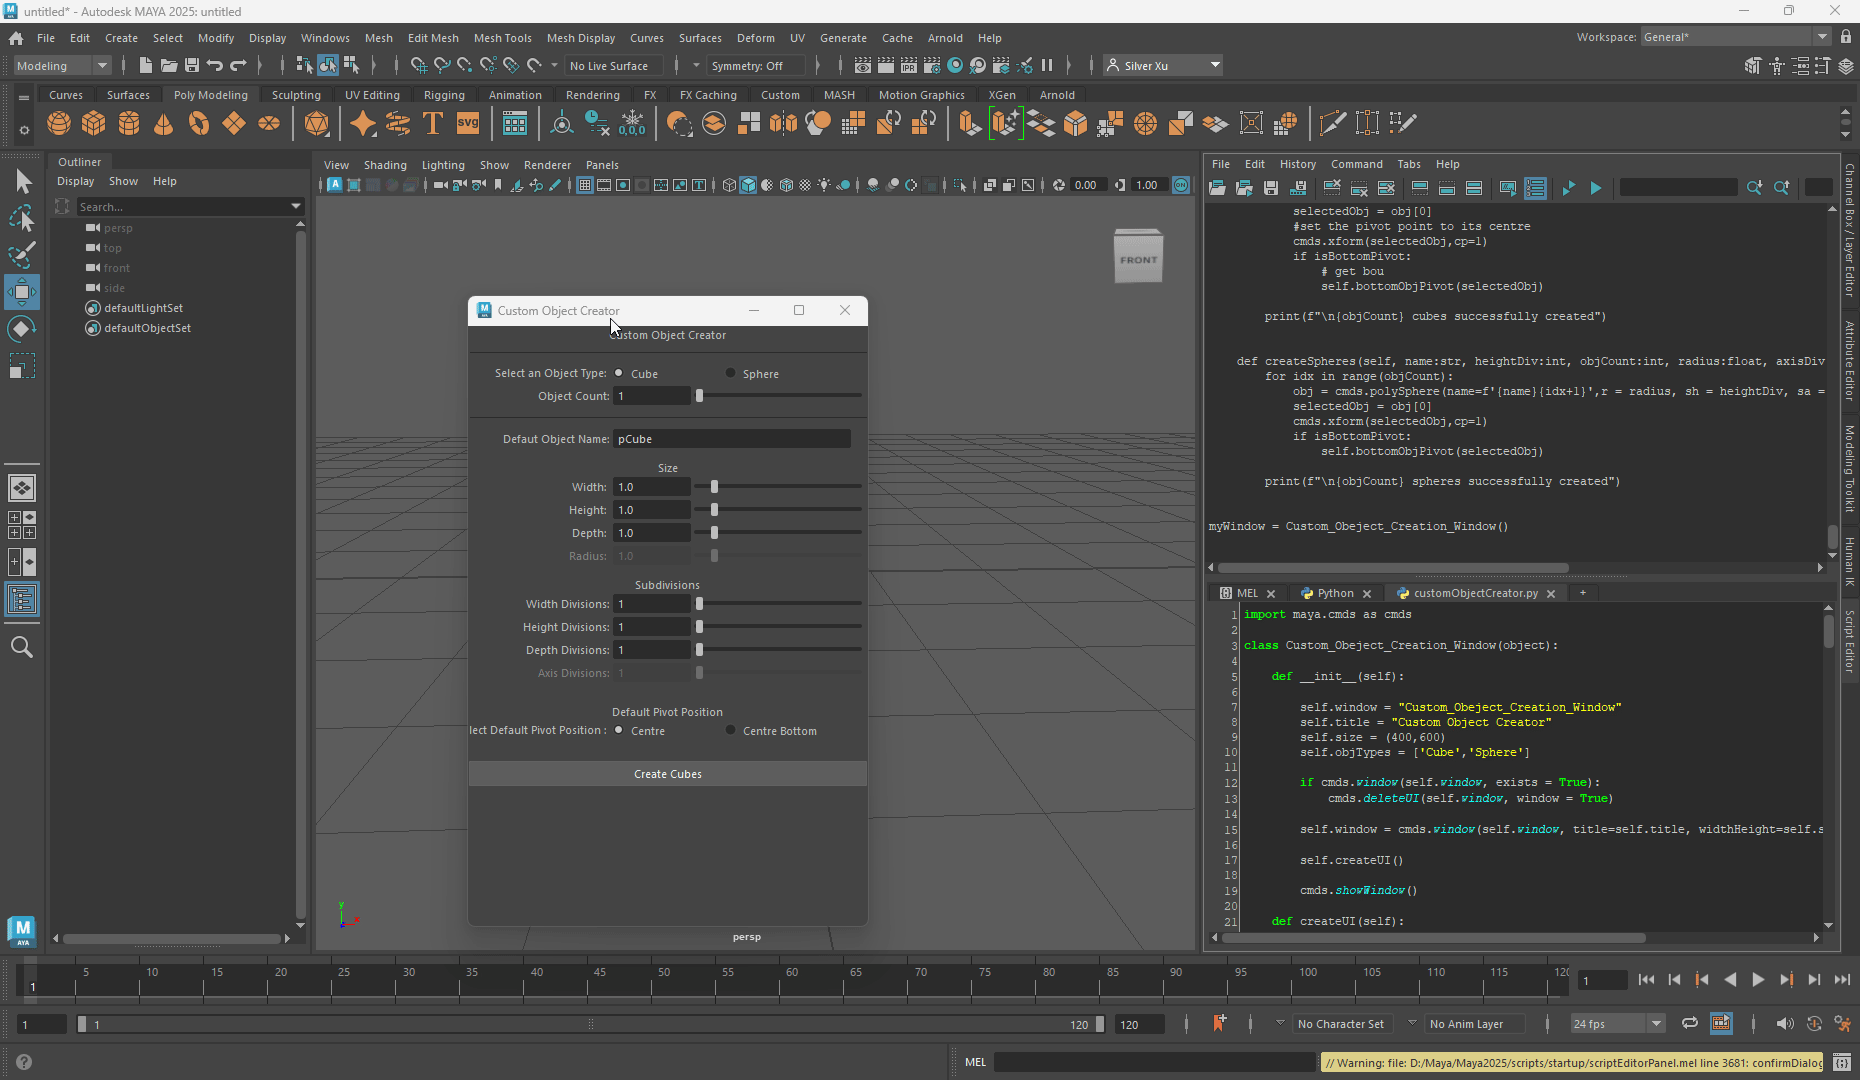 untitled* - Autodesk MAYA 2025: untitled
File Edit Create Select Modify Display Windows Mesh Edit Mesh Mesh Tools Mesh Display Curves Surfaces Deform UV Generate Cache Arnold Help
Workspace: General*
Modeling
No Live Surface
Symmetry: Off
Silver Xu
Curves Surfaces Poly Modeling Sculpting UV Editing Rigging Animation Rendering FX FX Caching Custom MASH Motion Graphics XGen Arnold
Outliner
Display Show Help
Search...
persp
top
front
side
defaultLightSet
defaultObjectSet
View Shading Lighting Show Renderer Panels
0.00
1.00
FRONT
Custom Object Creator
Custom Object Creator
Select an Object Type: Cube Sphere
Object Count: 1
Defaut Object Name: pCube
Size
Width: 1.0
Height: 1.0
Depth: 1.0
Radius: 1.0
Subdivisions
Width Divisions: 1
Height Divisions: 1
Depth Divisions: 1
Axis Divisions: 1
Default Pivot Position
lect Default Pivot Position : Centre Centre Bottom
Create Cubes
persp
y
File Edit History Command Tabs Help
selectedObj = obj[0]
#set the pivot point to its centre
cmds.xform(selectedObj,cp=1)
if isBottomPivot:
# get bou
self.bottomObjPivot(selectedObj)
print(f"\n{objCount} cubes successfully created")
def createSpheres(self, name:str, heightDiv:int, objCount:int, radius:float, axisDiv
for idx in range(objCount):
obj = cmds.polySphere(name=f'{name}{idx+1}',r = radius, sh = heightDiv, sa =
selectedObj = obj[0]
cmds.xform(selectedObj,cp=1)
if isBottomPivot:
self.bottomObjPivot(selectedObj)
print(f"\n{objCount} spheres successfully created")
myWindow = Custom_Obeject_Creation_Window()
MEL Python customObjectCreator.py +
1 import maya.cmds as cmds
2
3 class Custom_Obeject_Creation_Window(object):
4
5 def __init__(self):
6
7 self.window = "Custom_Obeject_Creation_Window"
8 self.title = "Custom Object Creator"
9 self.size = (400,600)
10 self.objTypes = ['Cube','Sphere']
11
12 if cmds.window(self.window, exists = True):
13 cmds.deleteUI(self.window, window = True)
14
15 self.window = cmds.window(self.window, title=self.title, widthHeight=self.s
16
17 self.createUI()
18
19 cmds.showWindow()
20
21 def createUI(self):
Channel Box / Layer Editor
Attribute Editor
Modeling Toolkit
Human IK
Script Editor
1 5 10 15 20 25 30 35 40 45 50 55 60 65 70 75 80 85 90 95 100 105 110 115 120
1
1 1 120 120
No Character Set
No Anim Layer
24 fps
MEL
// Warning: file: D:/Maya/Maya2025/scripts/startup/scriptEditorPanel.mel line 3681: confirmDialog